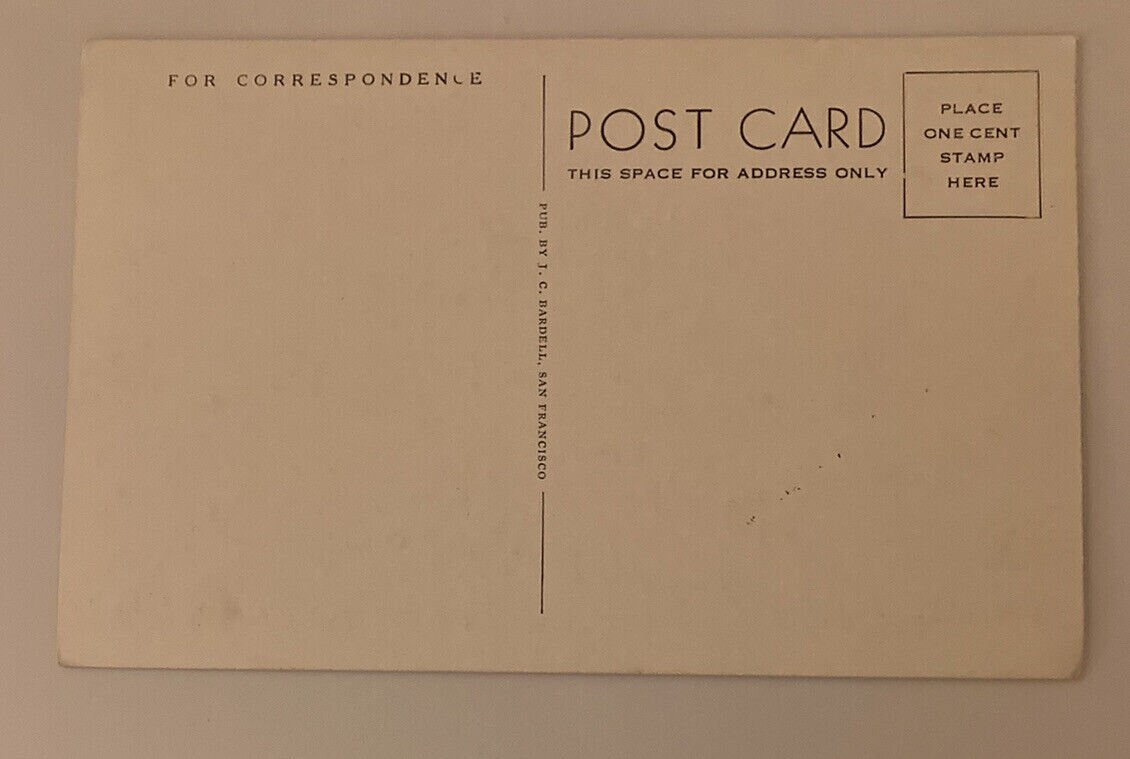 FOR CORRESPONDENCE
POST CARD
THIS SPACE FOR ADDRESS ONLY
PLACE
ONE CENT
STAMP
HERE
PUB. BY J. C. BARDELL, SAN FRANCISCO